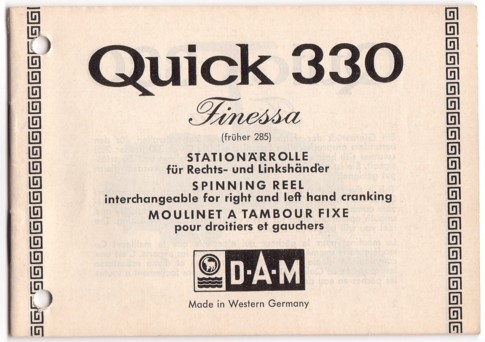 Quick 330
Finessa
(früher 285)
STATIONÄRROLLE
für Rechts- und Linkshänder
SPINNING REEL
interchangeable for right and left hand cranking
MOULINET A TAMBOUR FIXE
pour droitiers et gauchers
D·A·M
Made in Western Germany